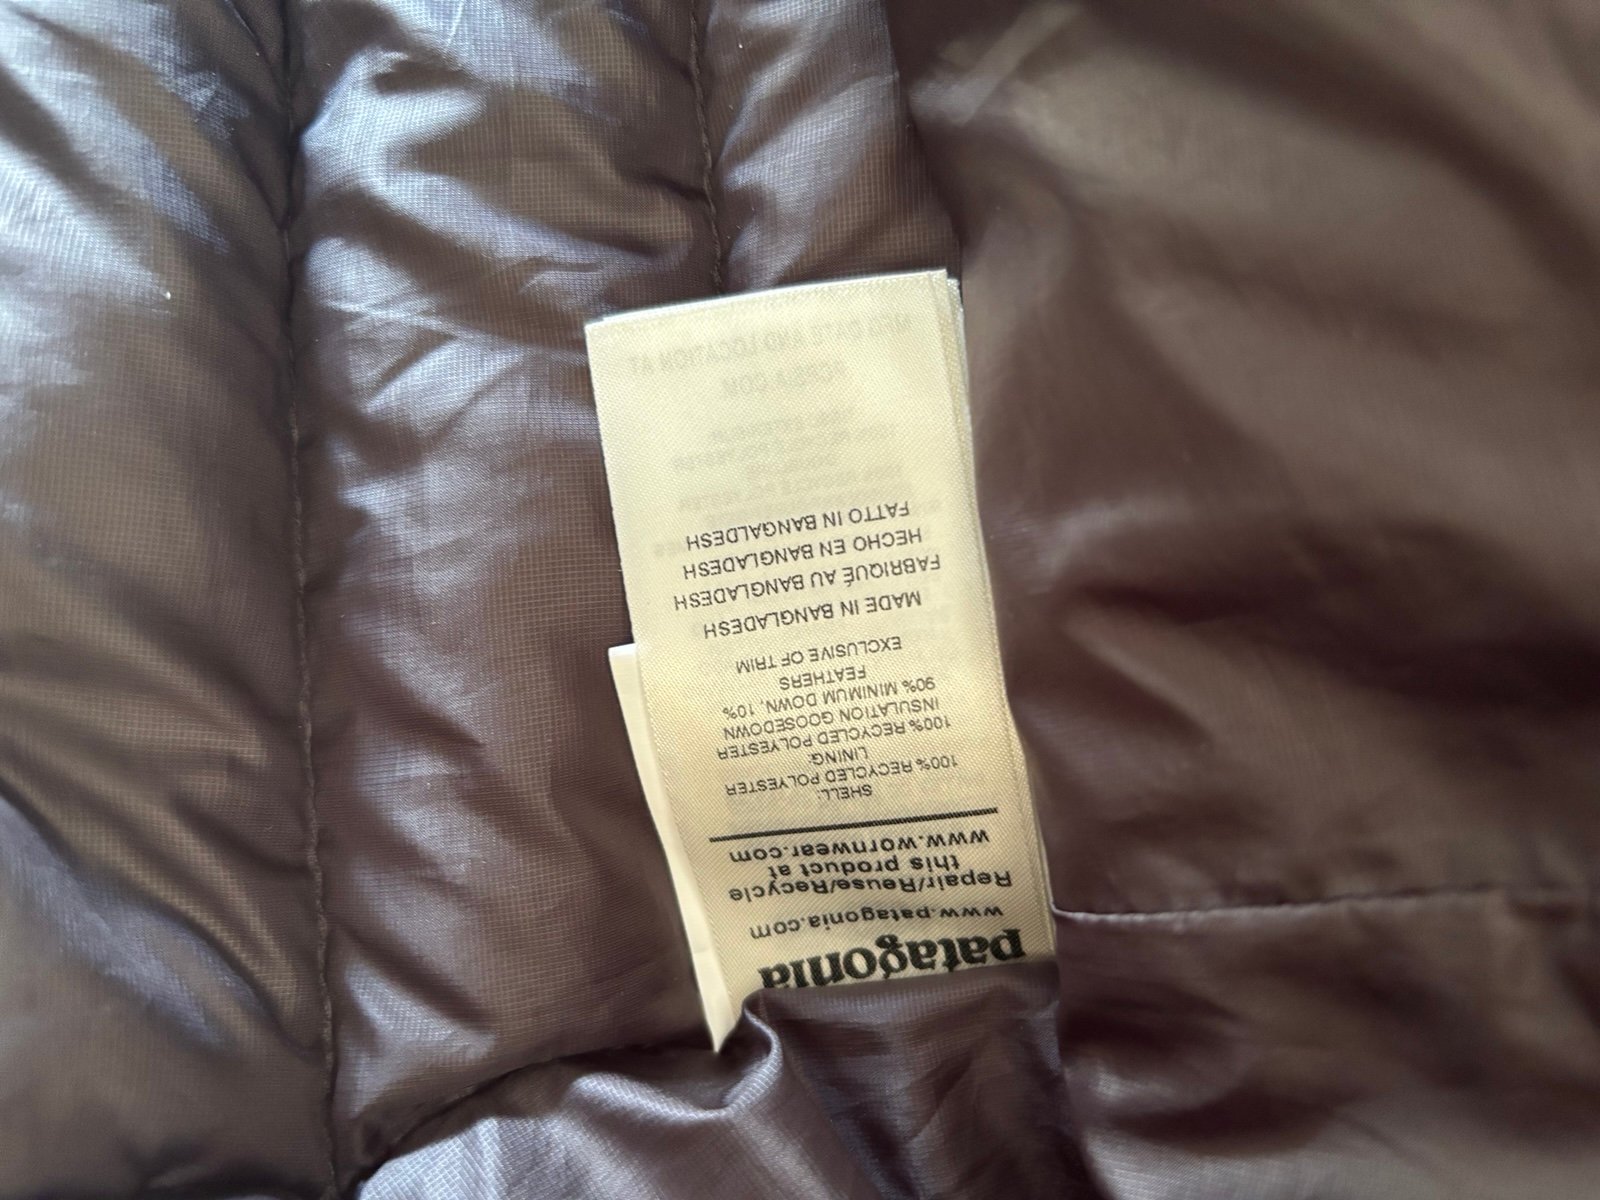 patagonia
www.patagonia.com
Repair/Reuse/Recycle
this product at
www.wornwear.com
SHELL:
100% RECYCLED POLYESTER
LINING:
100% RECYCLED POLYESTER
INSULATION GOOSEDOWN
90% MINIMUM DOWN, 10%
FEATHERS
EXCLUSIVE OF TRIM
MADE IN BANGLADESH
FABRIQUÉ AU BANGLADESH
HECHO EN BANGLADESH
FATTO IN BANGALDESH